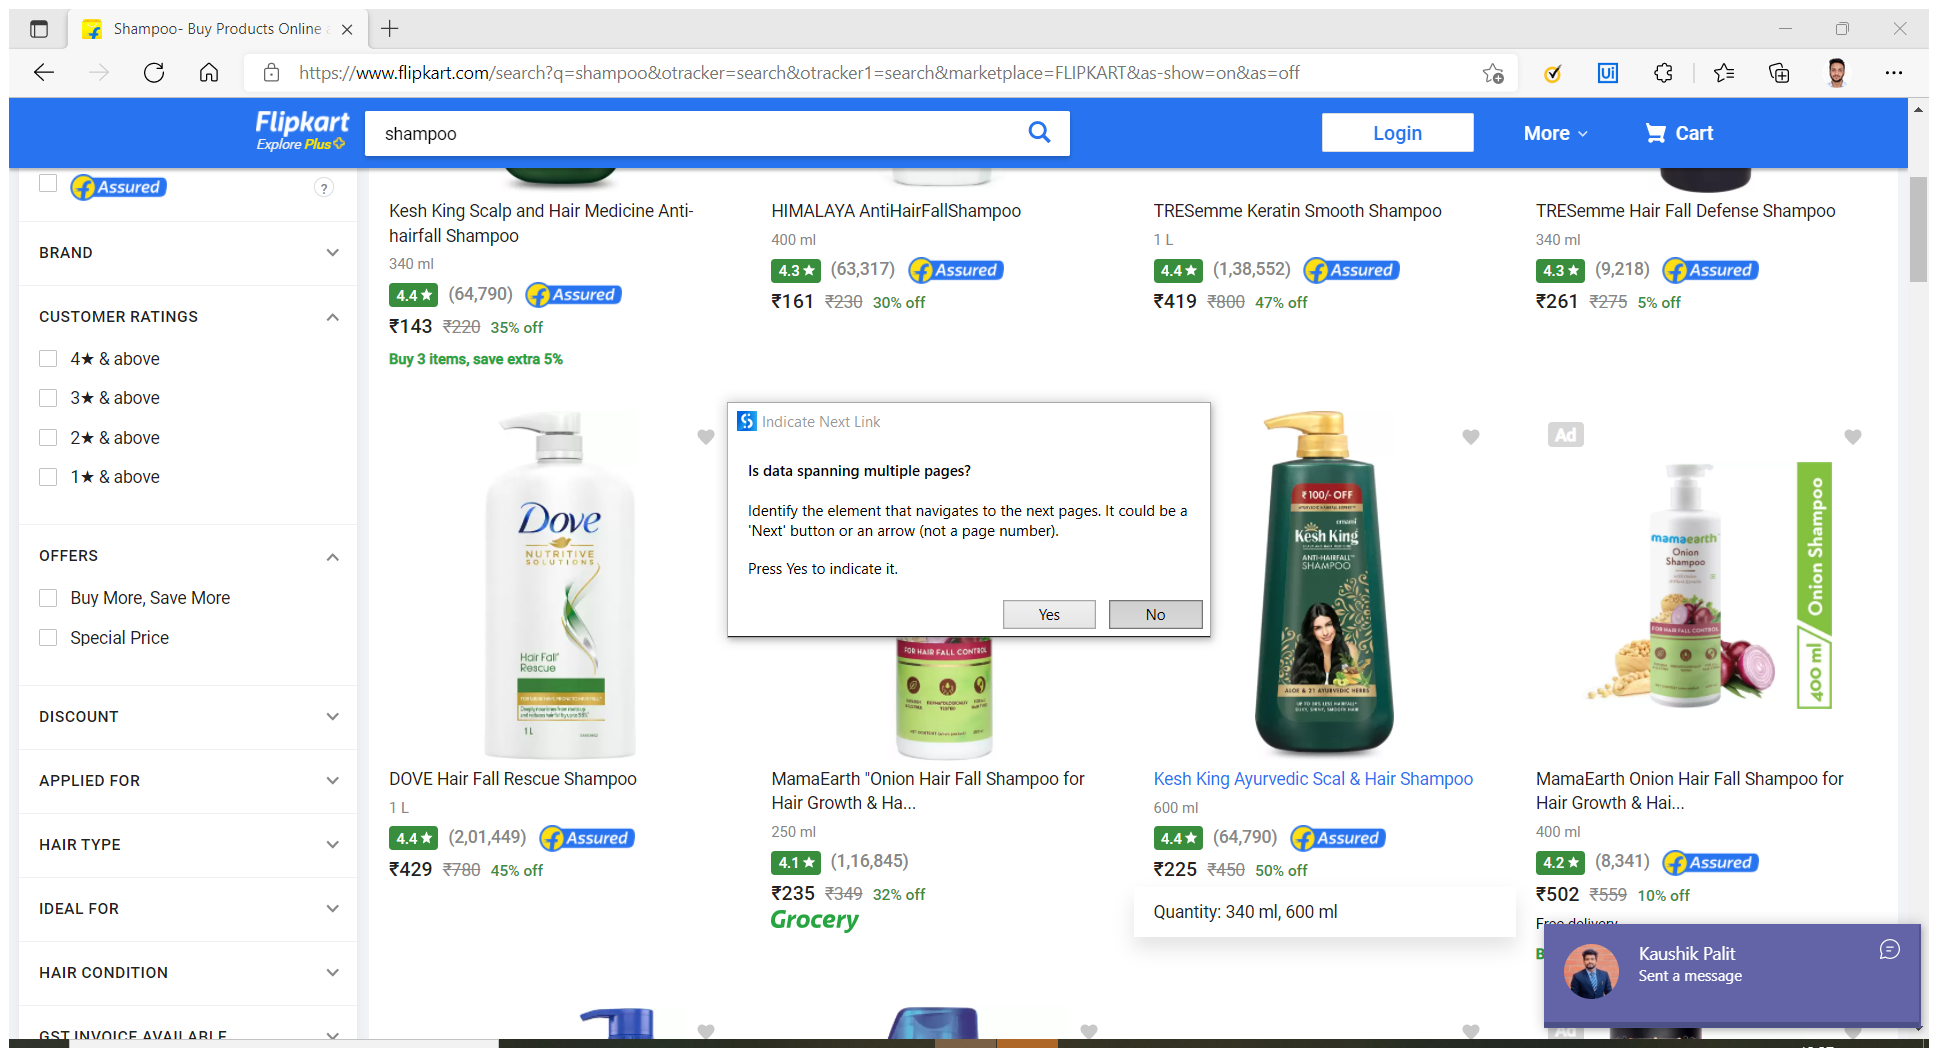 Shampoo- Buy Products Online a
https://www.flipkart.com/search?q=shampoo&otracker=search&otracker1=search&marketplace=FLIPKART&as-show=on&as=off
Flipkart
Explore Plus
shampoo
Login
More
Cart
Assured
?
BRAND
CUSTOMER RATINGS
4★ & above
3★ & above
2★ & above
1★ & above
OFFERS
Buy More, Save More
Special Price
DISCOUNT
APPLIED FOR
HAIR TYPE
IDEAL FOR
HAIR CONDITION
GST INVOICE AVAILABLE
Kesh King Scalp and Hair Medicine Anti-
hairfall Shampoo
340 ml
4.4★ (64,790) Assured
₹143 ₹220 35% off
Buy 3 items, save extra 5%
HIMALAYA AntiHairFallShampoo
400 ml
4.3★ (63,317) Assured
₹161 ₹230 30% off
TRESemme Keratin Smooth Shampoo
1 L
4.4★ (1,38,552) Assured
₹419 ₹800 47% off
TRESemme Hair Fall Defense Shampoo
340 ml
4.3★ (9,218) Assured
₹261 ₹275 5% off
Indicate Next Link
Is data spanning multiple pages?
Identify the element that navigates to the next pages. It could be a
'Next' button or an arrow (not a page number).
Press Yes to indicate it.
Yes
No
Dove
NUTRITIVE
SOLUTIONS
Hair Fall
Rescue
1L
FOR HAIR FALL CONTROL
₹100/- OFF
emami
Kesh King
ANTI-HAIRFALL
SHAMPOO
ALOE & 21 AYURVEDIC HERBS
Ad
mamaearth
Onion
Shampoo
FOR HAIR FALL CONTROL
Onion Shampoo
400 ml
DOVE Hair Fall Rescue Shampoo
1 L
4.4★ (2,01,449) Assured
₹429 ₹780 45% off
MamaEarth "Onion Hair Fall Shampoo for
Hair Growth & Ha...
250 ml
4.1★ (1,16,845)
₹235 ₹349 32% off
Grocery
Kesh King Ayurvedic Scal & Hair Shampoo
600 ml
4.4★ (64,790) Assured
₹225 ₹450 50% off
Quantity: 340 ml, 600 ml
MamaEarth Onion Hair Fall Shampoo for
Hair Growth & Hai...
400 ml
4.2★ (8,341) Assured
₹502 ₹559 10% off
Free delivery
Kaushik Palit
Sent a message
Ad